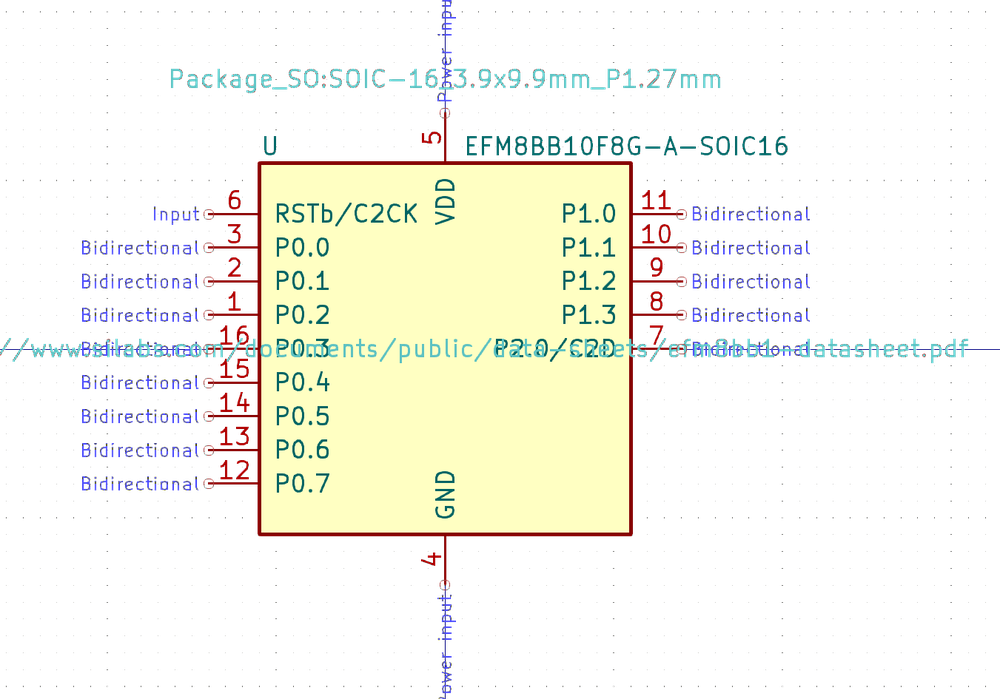 Power input
Package_SO:SOIC-16_3.9x9.9mm_P1.27mm
5
U
EFM8BB10F8G-A-SOIC16
VDD
Input 6 RSTb/C2CK P1.0 11 Bidirectional
Bidirectional 3 P0.0 P1.1 10 Bidirectional
Bidirectional 2 P0.1 P1.2 9 Bidirectional
Bidirectional 1 P0.2 P1.3 8 Bidirectional
Bidirectional 16 P0.3 P2.0/C2D 7 Bidirectional
//www.silabs.com/documents/public/data-sheets/efm8bb1-datasheet.pdf
Bidirectional 15 P0.4
Bidirectional 14 P0.5
Bidirectional 13 P0.6
Bidirectional 12 P0.7
GND
4
Power input